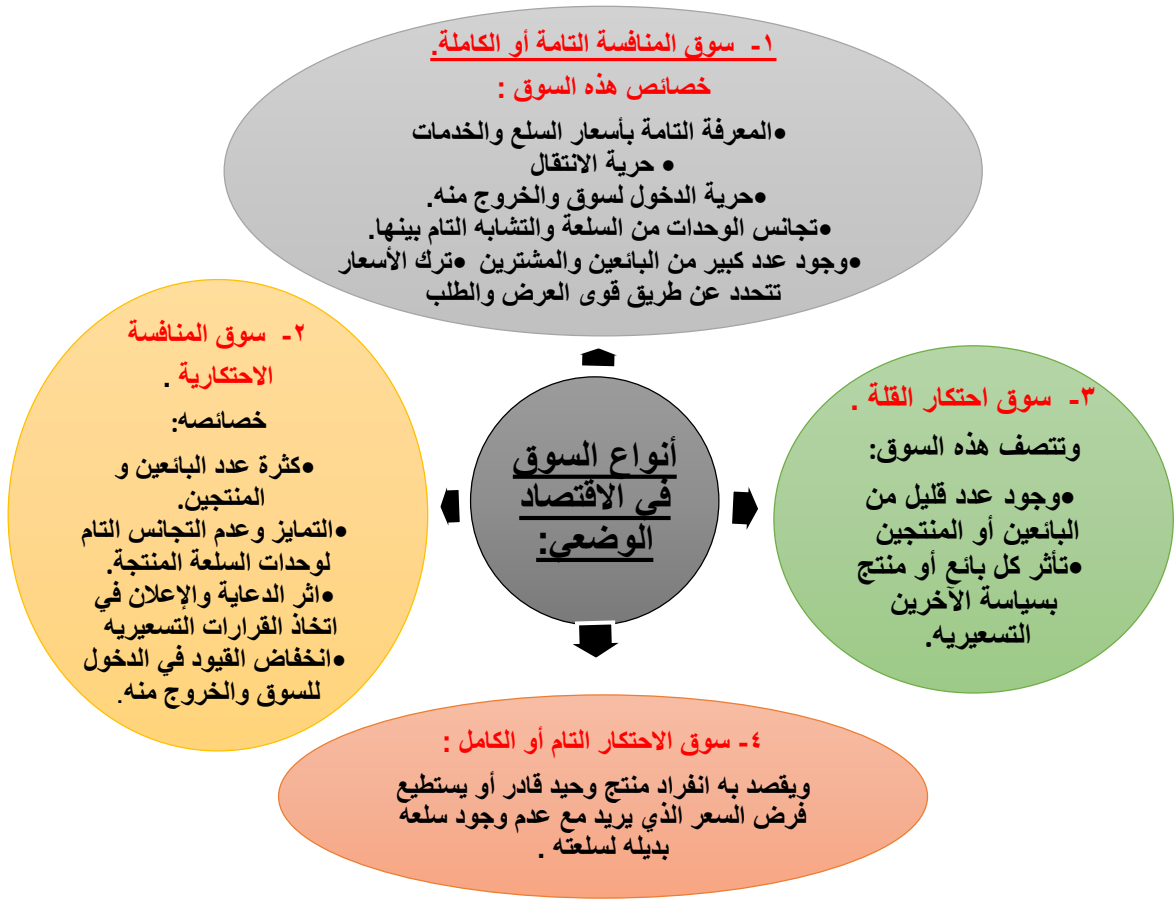 ١- سوق المنافسة التامة أو الكاملة.
خصائص هذه السوق :
•المعرفة التامة بأسعار السلع والخدمات
• حرية الانتقال
•حرية الدخول لسوق والخروج منه.
•تجانس الوحدات من السلعة والتشابه التام بينها.
•وجود عدد كبير من البائعين والمشترين •ترك الأسعار
تتحدد عن طريق قوى العرض والطلب
أنواع السوق
في الاقتصاد
الوضعي:
٢- سوق المنافسة
الاحتكارية .
خصائصه:
•كثرة عدد البائعين و
المنتجين.
•التمايز وعدم التجانس التام
لوحدات السلعة المنتجة.
•اثر الدعاية والإعلان في
اتخاذ القرارات التسعيريه
•انخفاض القيود في الدخول
للسوق والخروج منه.
٣- سوق احتكار القلة .
وتتصف هذه السوق:
•وجود عدد قليل من
البائعين أو المنتجين
•تأثر كل بائع أو منتج
بسياسة الآخرين
التسعيريه.
٤- سوق الاحتكار التام أو الكامل :
ويقصد به انفراد منتج وحيد قادر أو يستطيع
فرض السعر الذي يريد مع عدم وجود سلعه
بديله لسلعته .